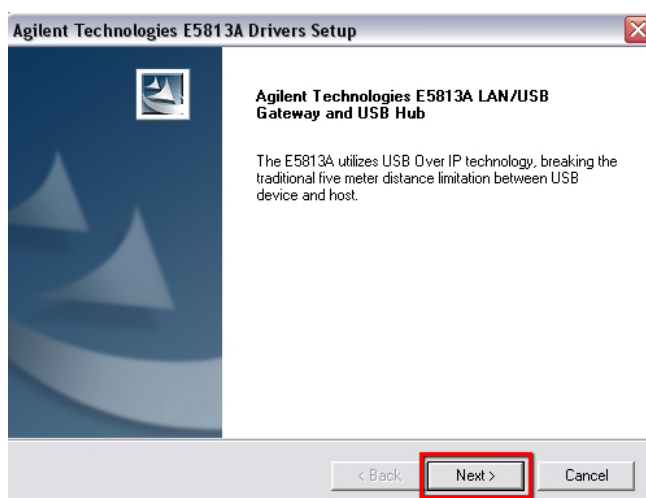 Agilent Technologies E5813A Drivers Setup
Agilent Technologies E5813A LAN/USB
Gateway and USB Hub
The E5813A utilizes USB Over IP technology, breaking the
traditional five meter distance limitation between USB
device and host.
< Back
Next >
Cancel